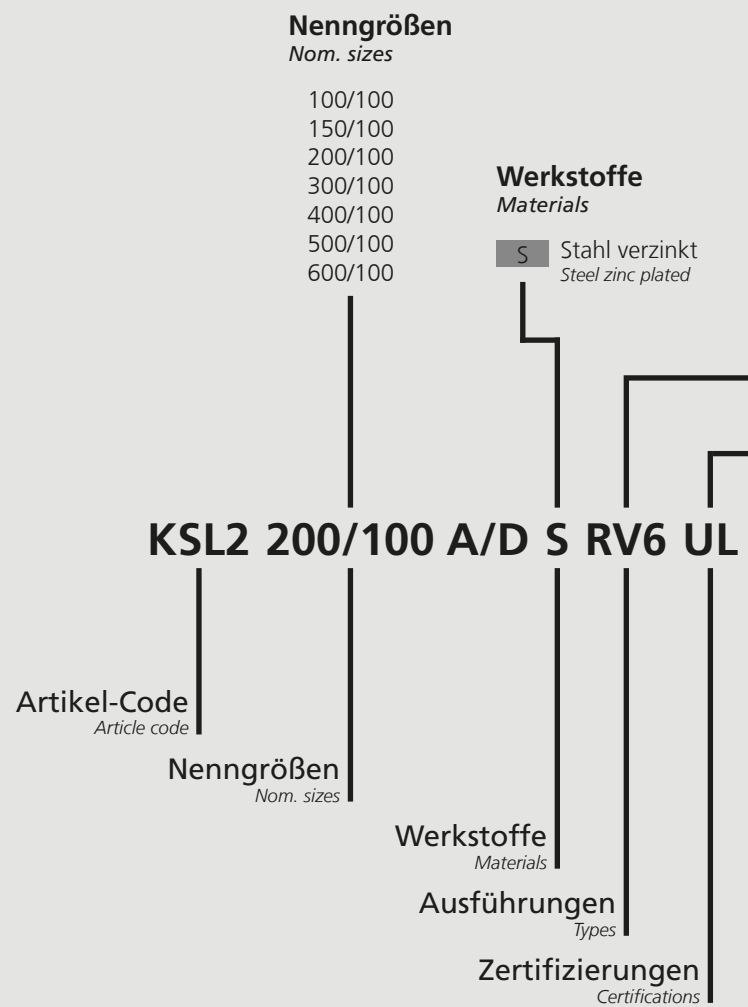 Nenngrößen
Nom. sizes
100/100
150/100
200/100
300/100
400/100
500/100
600/100
Werkstoffe
Materials
S Stahl verzinkt
Steel zinc plated
KSL2 200/100 A/D S RV6 UL
Artikel-Code
Article code
Nenngrößen
Nom. sizes
Werkstoffe
Materials
Ausführungen
Types
Zertifizierungen
Certifications